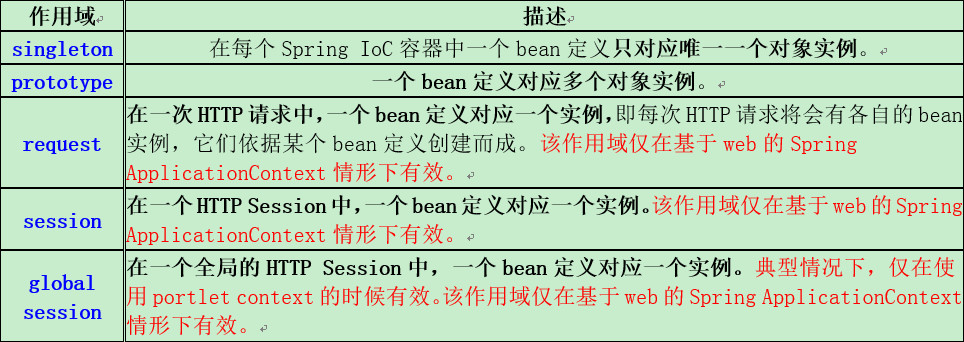 作用域 描述
singleton 在每个 Spring IoC 容器中一个 bean 定义只对应唯一一个对象实例。
prototype 一个 bean 定义对应多个对象实例。
request
在一次 HTTP 请求中，一个 bean 定义对应一个实例，即每次 HTTP 请求将会有各自的 bean
实例，它们依据某个 bean 定义创建而成。该作用域仅在基于 web 的 Spring
ApplicationContext 情形下有效。
session
在一个 HTTP Session 中，一个 bean 定义对应一个实例。该作用域仅在基于 web 的 Spring
ApplicationContext 情形下有效。
global
session
在一个全局的 HTTP Session 中，一个 bean 定义对应一个实例。典型情况下，仅在使
用 portlet context 的时候有效。该作用域仅在基于 web 的 Spring ApplicationContext
情形下有效。